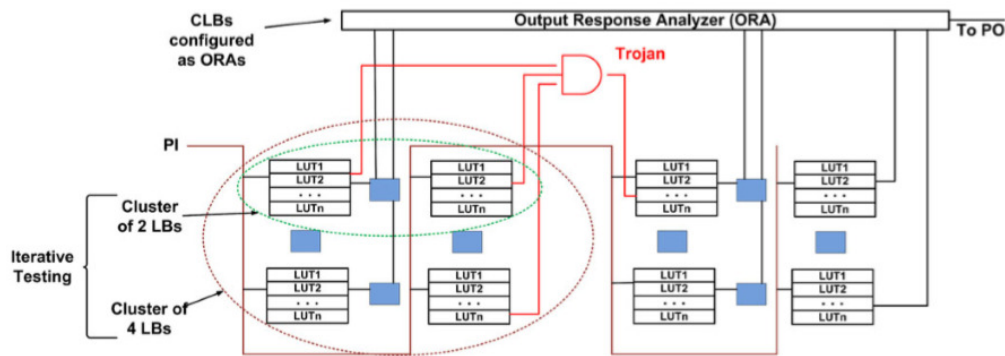 CLBs
configured
as ORAs
Output Response Analyzer (ORA)
To PO
Trojan
PI
LUT1
LUT2
. . .
LUTn
LUT1
LUT2
. . .
LUTn
LUT1
LUT2
. . .
LUTn
LUT1
LUT2
. . .
LUTn
Cluster
of 2 LBs
Iterative
Testing
Cluster of
4 LBs
LUT1
LUT2
. . .
LUTn
LUT1
LUT2
. . .
LUTn
LUT1
LUT2
. . .
LUTn
LUT1
LUT2
. . .
LUTn